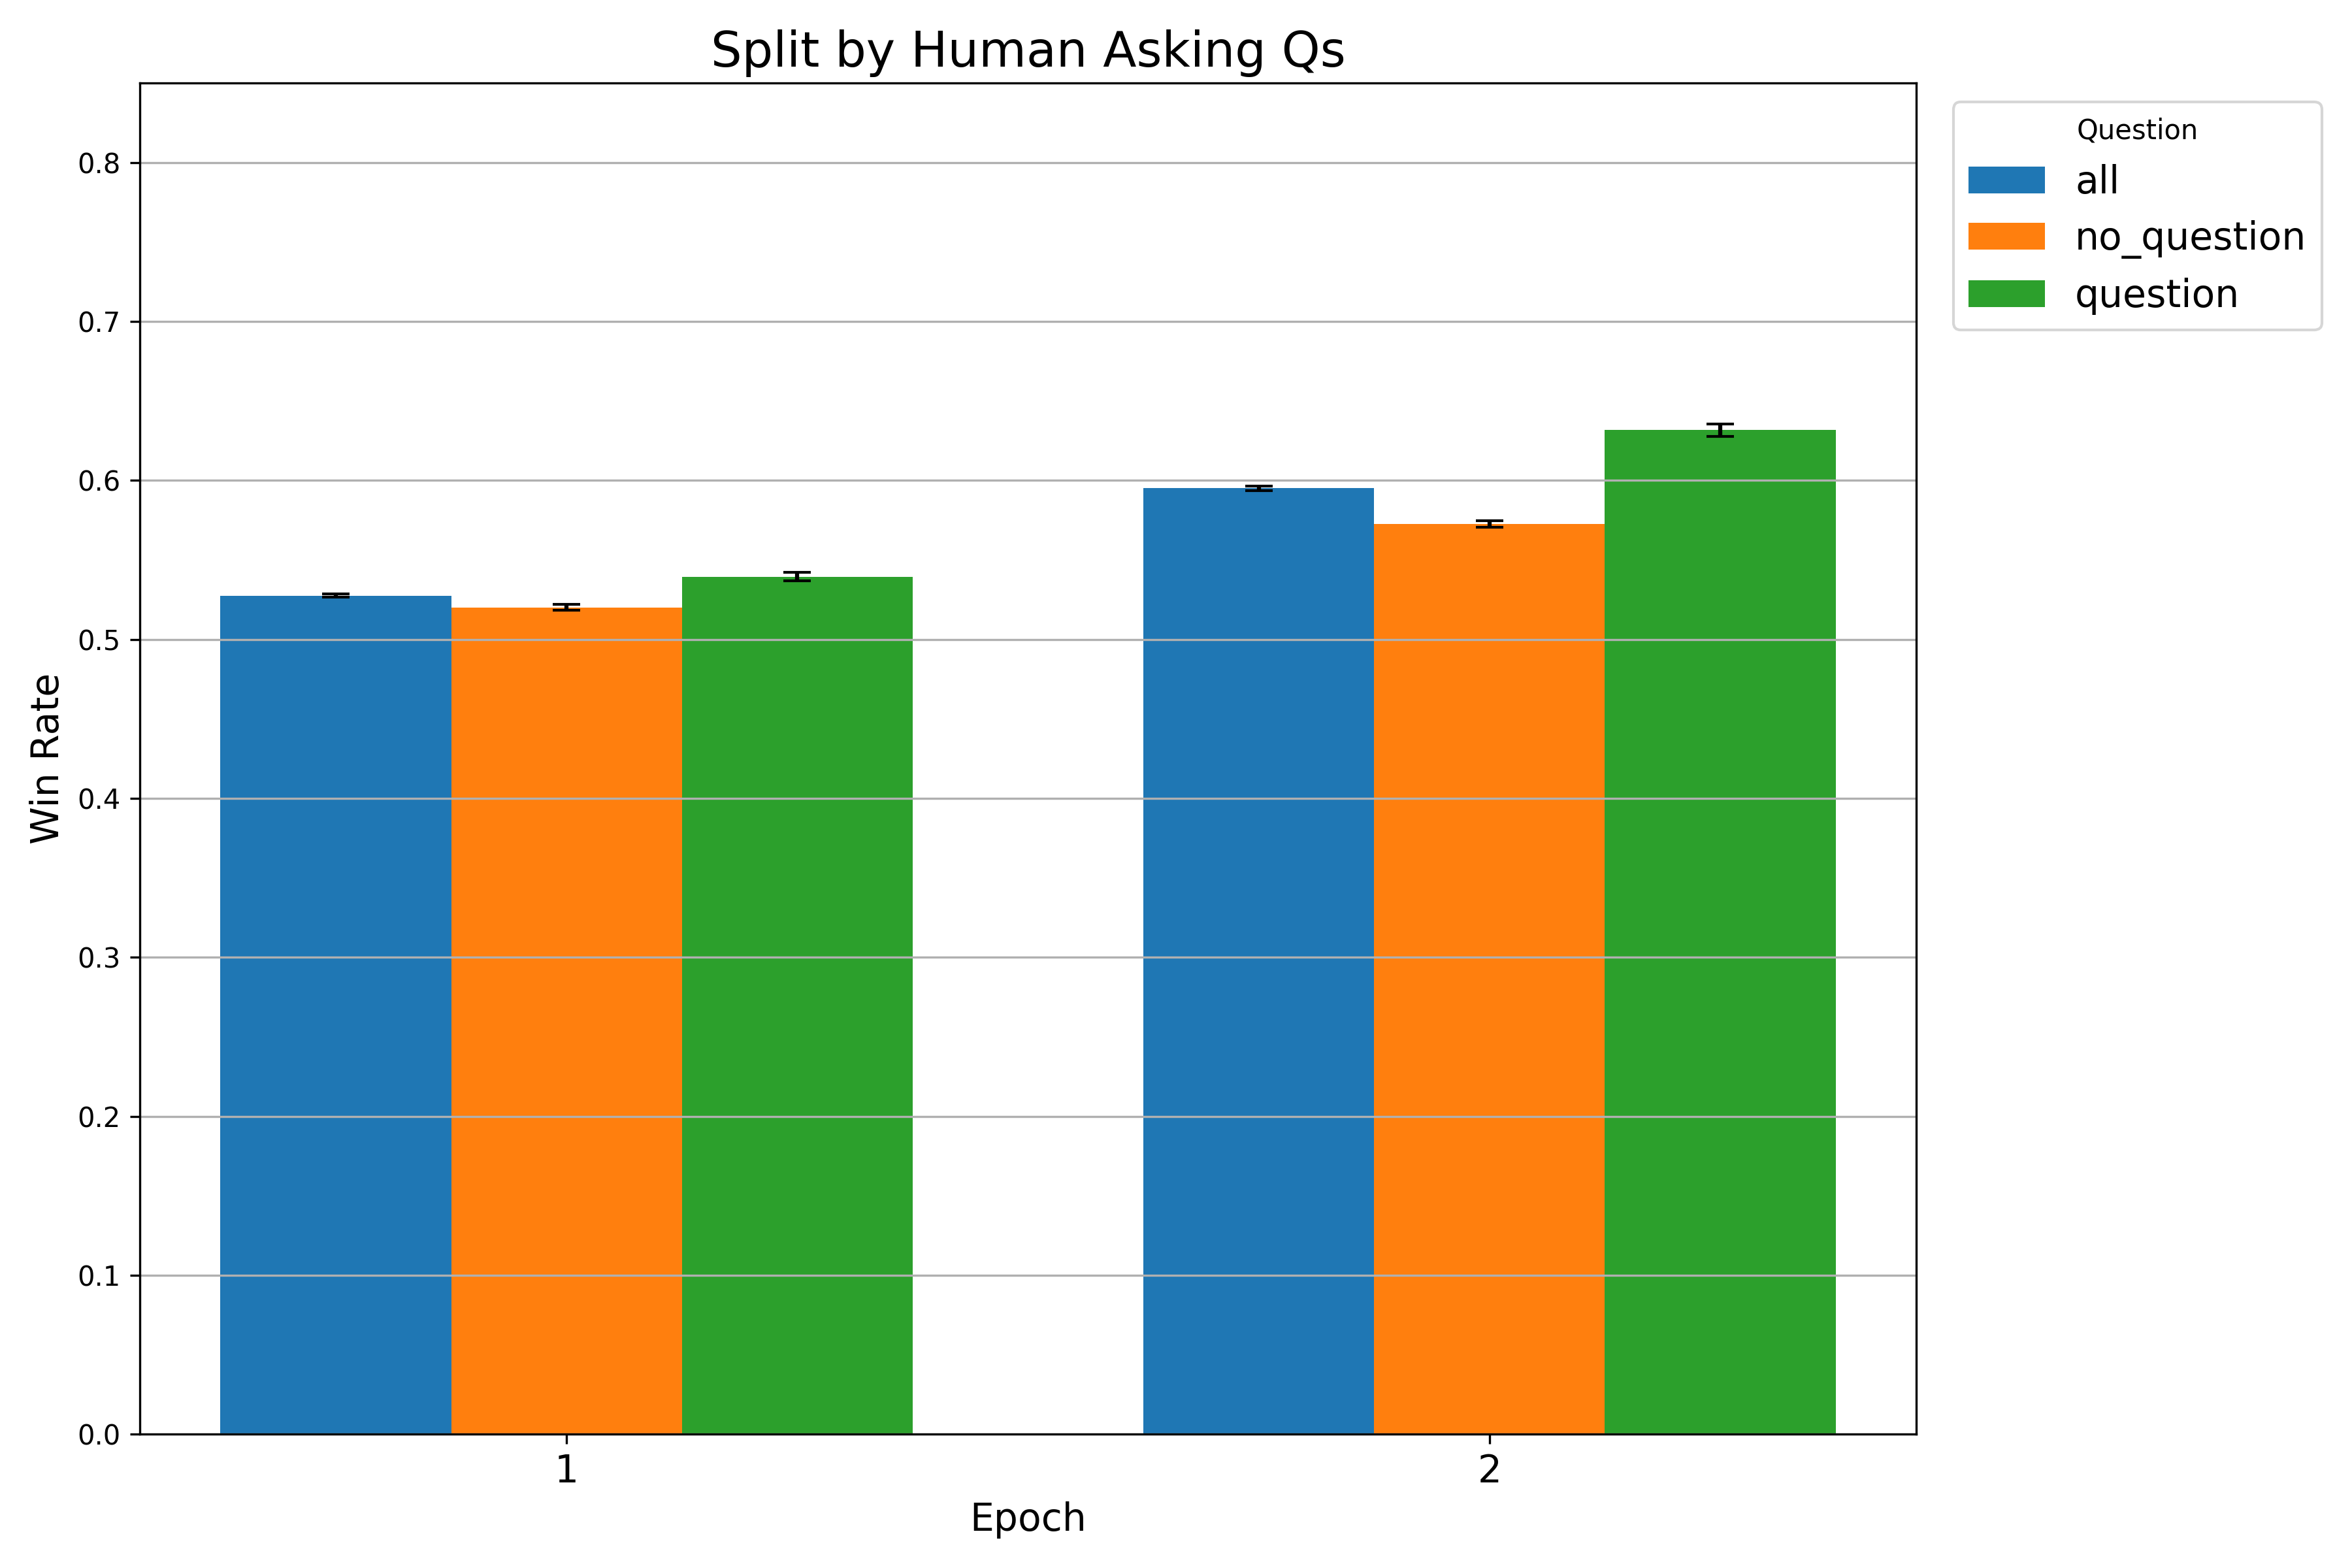 Split by Human Asking Qs
Question
all
no_question
question
0.8
0.7
0.6
0.5
0.4
0.3
0.2
0.1
0.0
Win Rate
1
2
Epoch